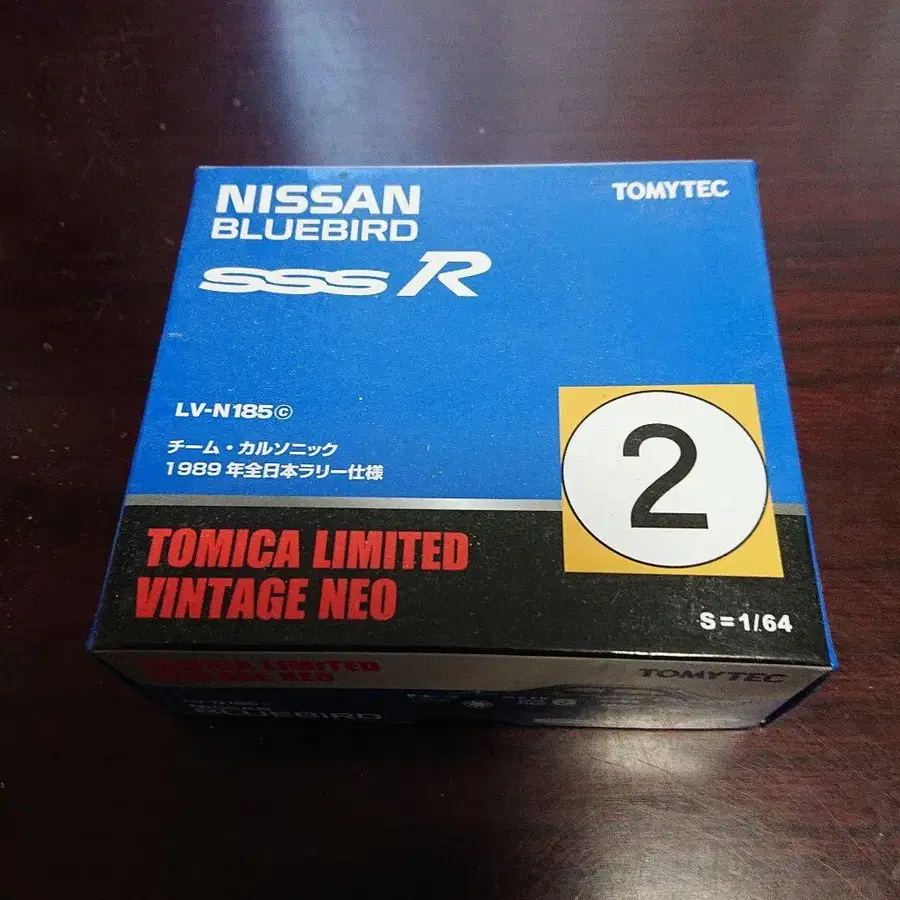 NISSAN
BLUEBIRD
SSS R
TOMYTEC
LV-N185 ©
チーム・カルソニック
1989年全日本ラリー仕様
2
TOMICA LIMITED
VINTAGE NEO
S=1/64
TOMICA LIMITED
VINTAGE NEO
TOMYTEC
BLUEBIRD